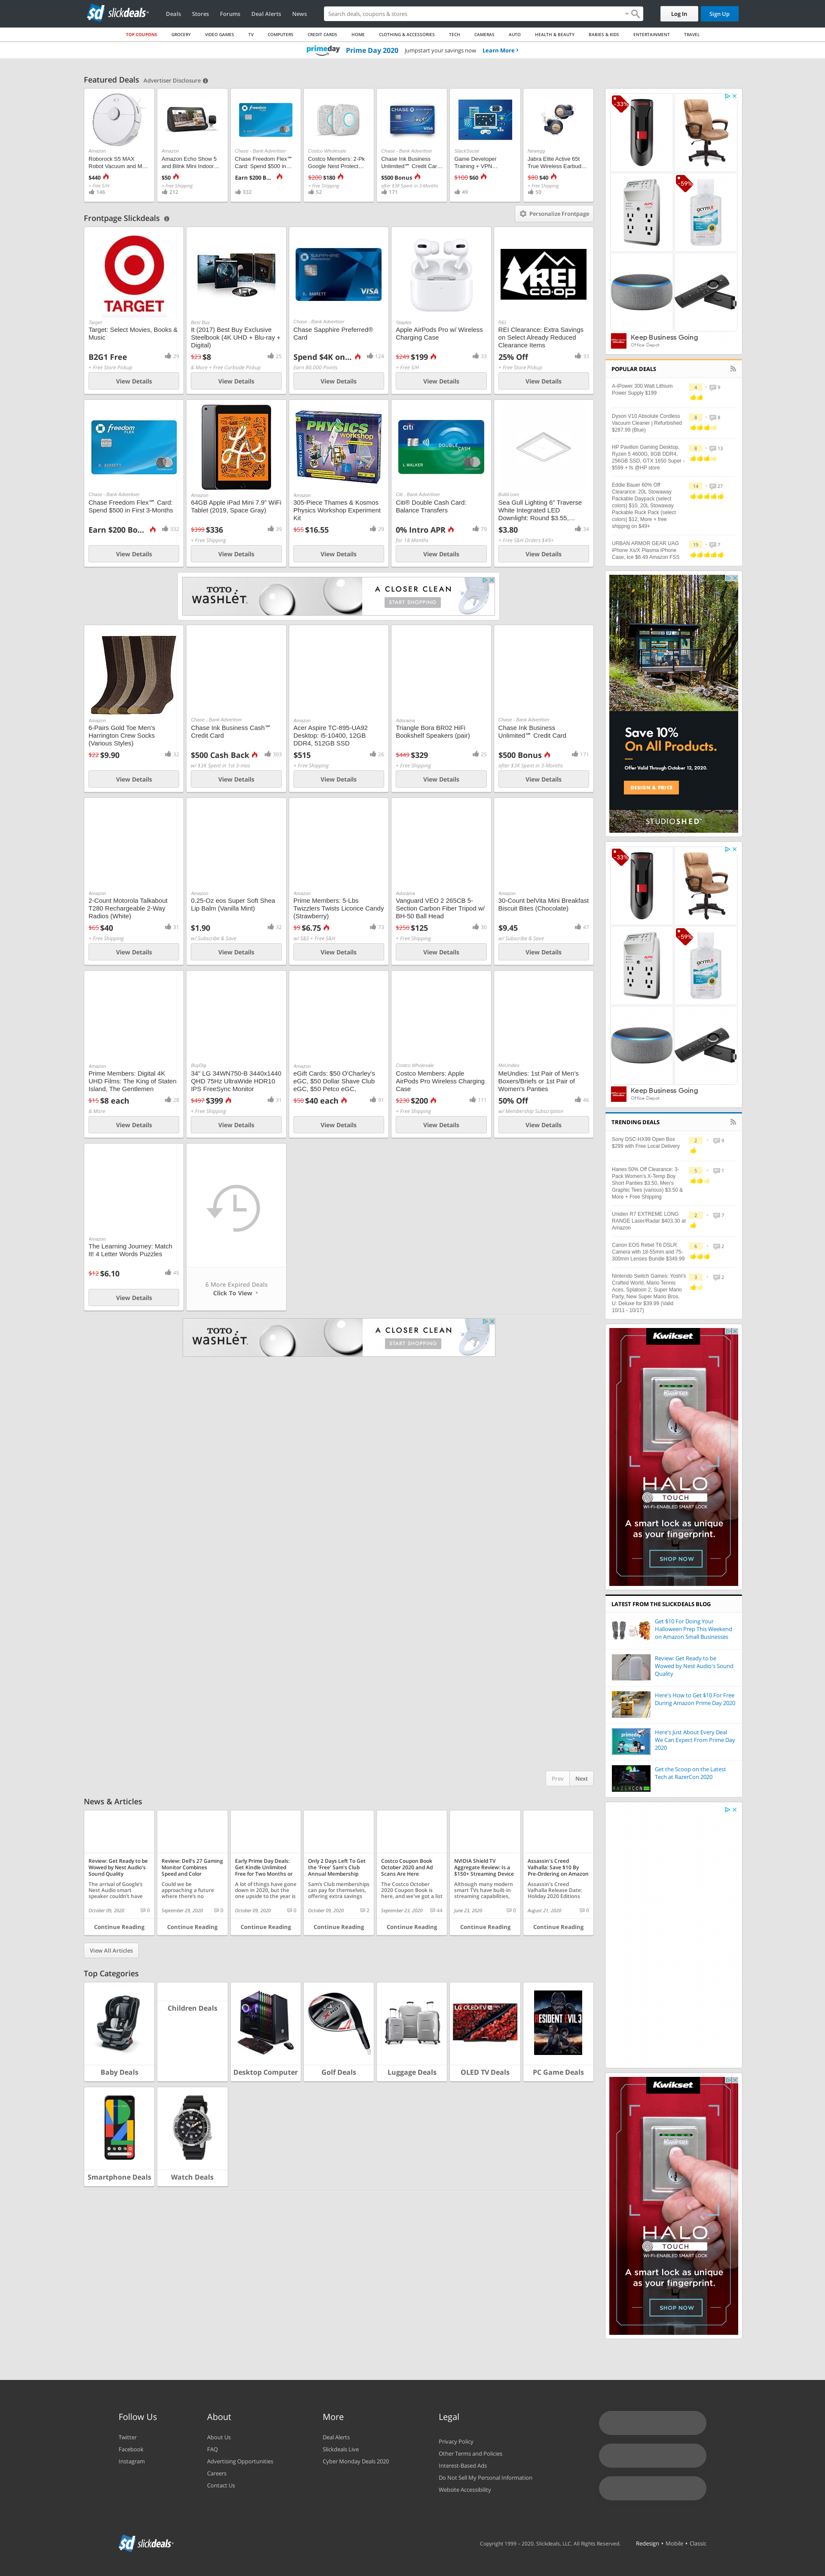 slickdeals
Deals
Stores
Forums
Deal Alerts
News
Search deals, coupons & stores
Log In
Sign Up
TOP COUPONS
GROCERY
VIDEO GAMES
TV
COMPUTERS
CREDIT CARDS
HOME
CLOTHING & ACCESSORIES
TECH
CAMERAS
AUTO
HEALTH & BEAUTY
BABIES & KIDS
ENTERTAINMENT
TRAVEL
prime day
Prime Day 2020
Jumpstart your savings now
Learn More
Featured Deals
Advertiser Disclosure
Amazon
Roborock S5 MAX
Robot Vacuum and M...
$440
+ Free S/H
146
Amazon
Amazon Echo Show 5
and Blink Mini Indoor...
$50
+ Free Shipping
212
Chase - Bank Advertiser
Chase Freedom Flex℠
Card: Spend $500 in...
Earn $200 B...
332
Costco Wholesale
Costco Members: 2-Pk
Google Nest Protect...
$200 $180
+ Free Shipping
52
Chase - Bank Advertiser
Chase Ink Business
Unlimited℠ Credit Car...
$500 Bonus
after $3K Spent in 3-Months
171
StackSocial
Game Developer
Training + VPN...
$100 $60
49
Newegg
Jabra Elite Active 65t
True Wireless Earbud...
$80 $40
+ Free Shipping
50
Frontpage Slickdeals
Personalize Frontpage
TARGET
Target
Target: Select Movies, Books &
Music
B2G1 Free
29
+ Free Store Pickup
View Details
Best Buy
It (2017) Best Buy Exclusive
Steelbook (4K UHD + Blu-ray +
Digital)
$23 $8
25
& More + Free Curbside Pickup
View Details
Chase - Bank Advertiser
Chase Sapphire Preferred®
Card
Spend $4K on...
124
Earn 80,000 Points
View Details
Staples
Apple AirPods Pro w/ Wireless
Charging Case
$249 $199
33
+ Free S/H
View Details
REI
CO-OP
REI
REI Clearance: Extra Savings
on Select Already Reduced
Clearance Items
25% Off
33
+ Free Store Pickup
View Details
Chase - Bank Advertiser
Chase Freedom Flex℠ Card:
Spend $500 in First 3-Months
Earn $200 Bo...
332
View Details
Amazon
64GB Apple iPad Mini 7.9" WiFi
Tablet (2019, Space Gray)
$399 $336
39
+ Free Shipping
View Details
PHYSICS
workshop
Amazon
305-Piece Thames & Kosmos
Physics Workshop Experiment
Kit
$55 $16.55
29
View Details
citi
DOUBLE CASH
Citi - Bank Advertiser
Citi® Double Cash Card:
Balance Transfers
0% Intro APR
79
for 18 Months
View Details
Build.com
Sea Gull Lighting 6" Traverse
White Integrated LED
Downlight: Round $3.55,...
$3.80
34
+ Free S&H Orders $49+
View Details
TOTO
WASHLET
A CLOSER CLEAN
START SHOPPING
Amazon
6-Pairs Gold Toe Men's
Harrington Crew Socks
(Various Styles)
$22 $9.90
32
View Details
Chase - Bank Advertiser
Chase Ink Business Cash℠
Credit Card
$500 Cash Back
303
w/ $3K Spent in 1st 3-mos
View Details
Amazon
Acer Aspire TC-895-UA92
Desktop: i5-10400, 12GB
DDR4, 512GB SSD
$515
26
+ Free Shipping
View Details
Adorama
Triangle Bora BR02 HiFi
Bookshelf Speakers (pair)
$449 $329
25
+ Free Shipping
View Details
Chase - Bank Advertiser
Chase Ink Business
Unlimited℠ Credit Card
$500 Bonus
171
after $3K Spent in 3-Months
View Details
Amazon
2-Count Motorola Talkabout
T280 Rechargeable 2-Way
Radios (White)
$65 $40
31
+ Free Shipping
View Details
Amazon
0.25-Oz eos Super Soft Shea
Lip Balm (Vanilla Mint)
$1.90
32
w/ Subscribe & Save
View Details
Amazon
Prime Members: 5-Lbs
Twizzlers Twists Licorice Candy
(Strawberry)
$9 $6.75
73
w/ S&S + Free S&H
View Details
Adorama
Vanguard VEO 2 265CB 5-
Section Carbon Fiber Tripod w/
BH-50 Ball Head
$250 $125
30
+ Free Shipping
View Details
Amazon
30-Count belVita Mini Breakfast
Biscuit Bites (Chocolate)
$9.45
47
w/ Subscribe & Save
View Details
Amazon
Prime Members: Digital 4K
UHD Films: The King of Staten
Island, The Gentlemen
$15 $8 each
28
& More
View Details
BuyDig
34" LG 34WN750-B 3440x1440
QHD 75Hz UltraWide HDR10
IPS FreeSync Monitor
$497 $399
31
+ Free Shipping
View Details
Amazon
eGift Cards: $50 O'Charley's
eGC, $50 Dollar Shave Club
eGC, $50 Petco eGC,
$50 $40 each
91
View Details
Costco Wholesale
Costco Members: Apple
AirPods Pro Wireless Charging
Case
$230 $200
111
+ Free Shipping
View Details
MeUndies
MeUndies: 1st Pair of Men's
Boxers/Briefs or 1st Pair of
Women's Panties
50% Off
46
w/ Membership Subscription
View Details
Amazon
The Learning Journey: Match
It! 4 Letter Words Puzzles
$12 $6.10
45
View Details
6 More Expired Deals
Click To View
TOTO
WASHLET
A CLOSER CLEAN
START SHOPPING
Prev
Next
News & Articles
Review: Get Ready to be
Wowed by Nest Audio's
Sound Quality
The arrival of Google's
Nest Audio smart
speaker couldn't have
October 09, 2020
0
Continue Reading
Review: Dell's 27 Gaming
Monitor Combines
Speed and Color
Could we be
approaching a future
where there's no
September 29, 2020
0
Continue Reading
Early Prime Day Deals:
Get Kindle Unlimited
Free for Two Months or
A lot of things have gone
down in 2020, but the
one upside to the year is
October 09, 2020
0
Continue Reading
Only 2 Days Left To Get
the 'Free' Sam's Club
Annual Membership
Sam's Club memberships
can pay for themselves,
offering extra savings
October 09, 2020
2
Continue Reading
Costco Coupon Book
October 2020 and Ad
Scans Are Here
The Costco October
2020 Coupon Book is
here, and we've got a list
September 23, 2020
44
Continue Reading
NVIDIA Shield TV
Aggregate Review: Is a
$150+ Streaming Device
Although many modern
smart TVs have built-in
streaming capabilities,
June 23, 2020
0
Continue Reading
Assassin's Creed
Valhalla: Save $10 By
Pre-Ordering on Amazon
Assassin's Creed
Valhalla Release Date:
Holiday 2020 Editions
August 21, 2020
0
Continue Reading
View All Articles
Top Categories
Baby Deals
Children Deals
Desktop Computer
Golf Deals
Luggage Deals
LG OLED TV
OLED TV Deals
RESIDENT EVIL 3
PC Game Deals
Smartphone Deals
Watch Deals
-33%
-59%
Keep Business Going
Office Depot
POPULAR DEALS
A-iPower 300 Watt Lithium
Power Supply $199
4
9
Dyson V10 Absolute Cordless
Vacuum Cleaner | Refurbished
$287.99 (Blue)
8
8
HP Pavilion Gaming Desktop,
Ryzen 5 4600G, 8GB DDR4,
256GB SSD, GTX 1650 Super -
$599 + fs @HP store
8
13
Eddie Bauer 60% Off
Clearance: 20L Stowaway
Packable Daypack (select
colors) $15, 20L Stowaway
Packable Ruck Pack (select
colors) $12, More + free
shipping on $49+
14
27
URBAN ARMOR GEAR UAG
iPhone Xs/X Plasma iPhone
Case, Ice $6.49 Amazon FSS
19
7
Save 10%
On All Products.
Offer Valid Through October 12, 2020.
DESIGN & PRICE
STUDIOSHED
-33%
-59%
Keep Business Going
Office Depot
TRENDING DEALS
Sony DSC-HX99 Open Box
$299 with Free Local Delivery
2
9
Hanes 50% Off Clearance: 3-
Pack Women's X-Temp Boy
Short Panties $3.50, Men's
Graphic Tees (various) $3.50 &
More + Free Shipping
5
1
Uniden R7 EXTREME LONG
RANGE Laser/Radar $403.30 at
Amazon
2
7
Canon EOS Rebel T6 DSLR
Camera with 18-55mm and 75-
300mm Lenses Bundle $349.99
6
2
Nintendo Switch Games: Yoshi's
Crafted World, Mario Tennis
Aces, Splatoon 2, Super Mario
Party, New Super Mario Bros.
U: Deluxe for $39.99 (Valid
10/11 - 10/17)
3
2
Kwikset
HALO
TOUCH
WI-FI-ENABLED SMART LOCK
A smart lock as unique
as your fingerprint.
SHOP NOW
LATEST FROM THE SLICKDEALS BLOG
Get $10 For Doing Your
Halloween Prep This Weekend
on Amazon Small Businesses
Review: Get Ready to be
Wowed by Nest Audio's Sound
Quality
Here's How to Get $10 For Free
During Amazon Prime Day 2020
Here's Just About Every Deal
We Can Expect From Prime Day
2020
Get the Scoop on the Latest
Tech at RazerCon 2020
Kwikset
HALO
TOUCH
WI-FI-ENABLED SMART LOCK
A smart lock as unique
as your fingerprint.
SHOP NOW
Follow Us
Twitter
Facebook
Instagram
About
About Us
FAQ
Advertising Opportunities
Careers
Contact Us
More
Deal Alerts
Slickdeals Live
Cyber Monday Deals 2020
Legal
Privacy Policy
Other Terms and Policies
Interest-Based Ads
Do Not Sell My Personal Information
Website Accessibility
slickdeals
Copyright 1999 - 2020. Slickdeals, LLC. All Rights Reserved.
Redesign • Mobile • Classic